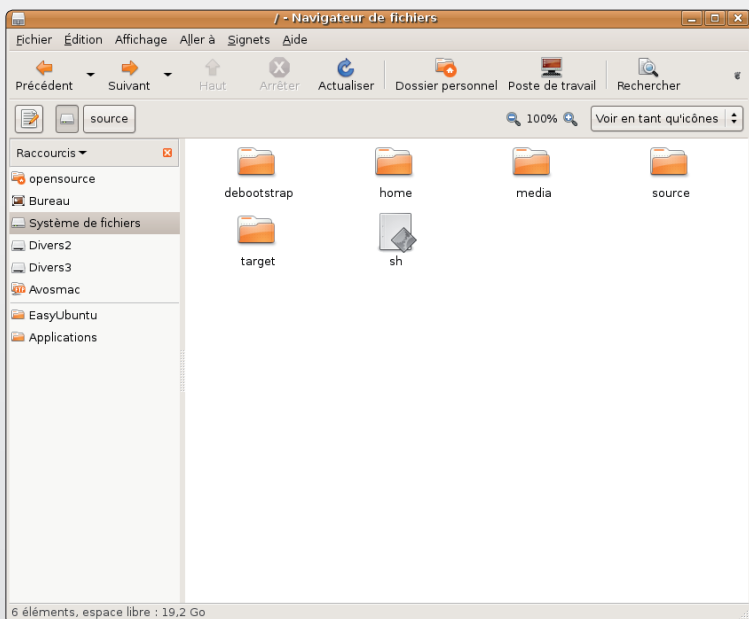 / - Navigateur de fichiers
Fichier Édition Affichage Aller à Signets Aide
Précédent Suivant Haut Arrêter Actualiser Dossier personnel Poste de travail Rechercher
source 100% Voir en tant qu'icônes
Raccourcis
opensource
Bureau
Système de fichiers
Divers2
Divers3
Avosmac
EasyUbuntu
Applications
debootstrap home media source
target sh
6 éléments, espace libre : 19,2 Go